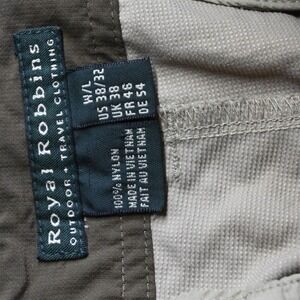 Royal Robbins
OUTDOOR + TRAVEL CLOTHING
W/L
US 38/32
UK 38
FR 46
DE 54
100% NYLON
MADE IN VIETNAM
FAIT AU VIETNAM